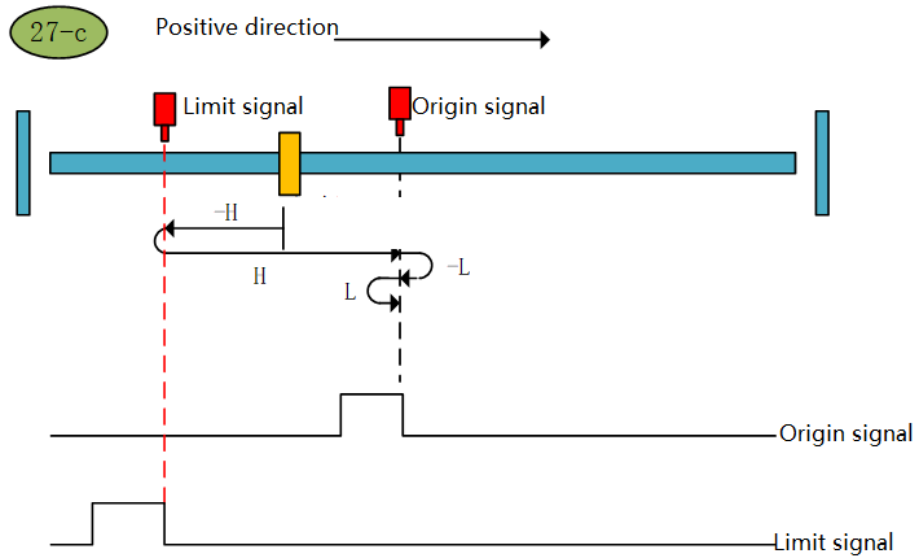 27-c
Positive direction
Limit signal
Origin signal
-H
H
-L
L
Origin signal
Limit signal